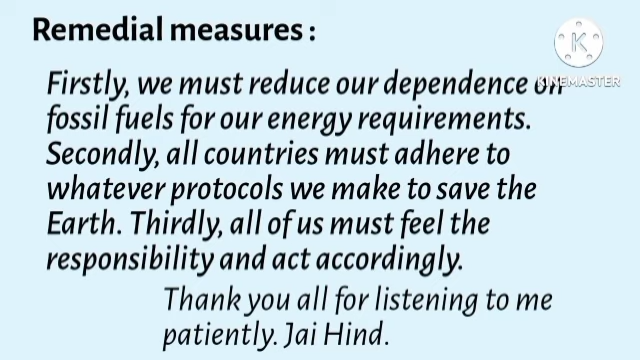 Remedial measures :
K
KINEMASTER
Firstly, we must reduce our dependence on
fossil fuels for our energy requirements.
Secondly, all countries must adhere to
whatever protocols we make to save the
Earth. Thirdly, all of us must feel the
responsibility and act accordingly.
Thank you all for listening to me
patiently. Jai Hind.